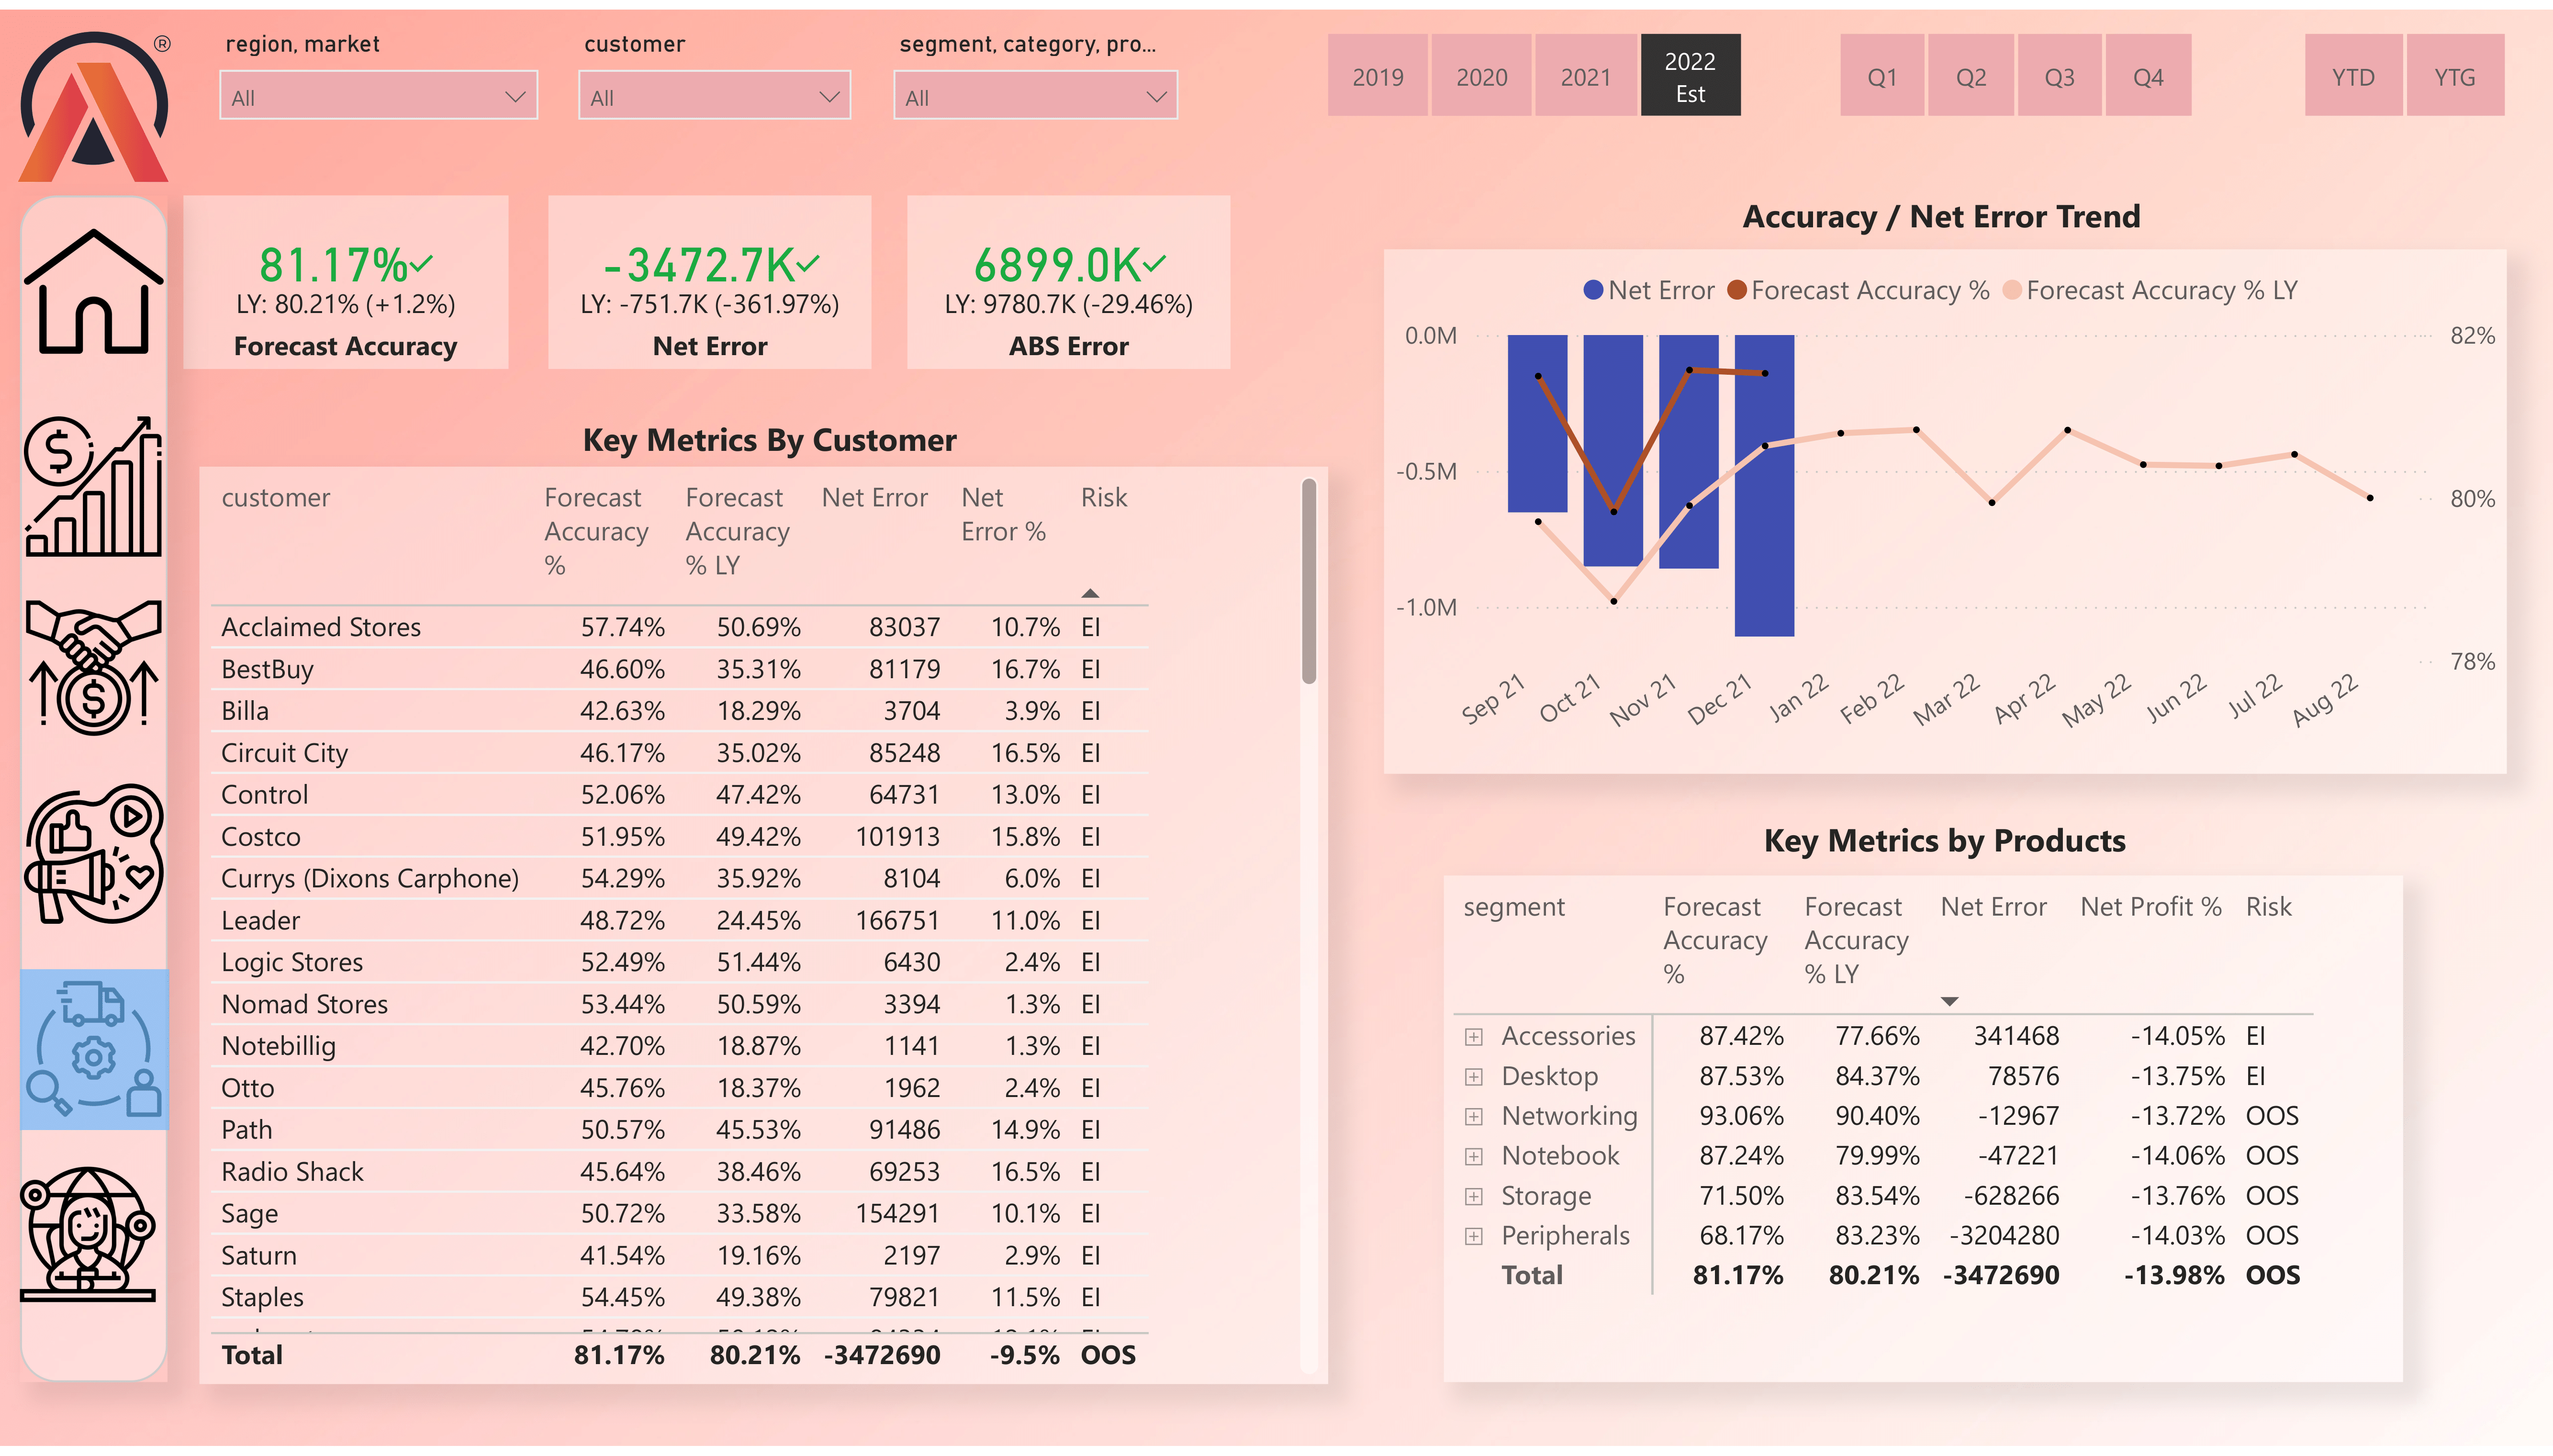 ®
region, market
customer
segment, category, pro...
All
All
All
2019
2020
2021
2022
Est
Q1
Q2
Q3
Q4
YTD
YTG
81.17%✓
LY: 80.21% (+1.2%)
Forecast Accuracy
-3472.7K✓
LY: -751.7K (-361.97%)
Net Error
6899.0K✓
LY: 9780.7K (-29.46%)
ABS Error
Key Metrics By Customer
customer Forecast Accuracy % Forecast Accuracy % LY Net Error Net Error % Risk
Acclaimed Stores 57.74% 50.69% 83037 10.7% EI
BestBuy 46.60% 35.31% 81179 16.7% EI
Billa 42.63% 18.29% 3704 3.9% EI
Circuit City 46.17% 35.02% 85248 16.5% EI
Control 52.06% 47.42% 64731 13.0% EI
Costco 51.95% 49.42% 101913 15.8% EI
Currys (Dixons Carphone) 54.29% 35.92% 8104 6.0% EI
Leader 48.72% 24.45% 166751 11.0% EI
Logic Stores 52.49% 51.44% 6430 2.4% EI
Nomad Stores 53.44% 50.59% 3394 1.3% EI
Notebillig 42.70% 18.87% 1141 1.3% EI
Otto 45.76% 18.37% 1962 2.4% EI
Path 50.57% 45.53% 91486 14.9% EI
Radio Shack 45.64% 38.46% 69253 16.5% EI
Sage 50.72% 33.58% 154291 10.1% EI
Saturn 41.54% 19.16% 2197 2.9% EI
Staples 54.45% 49.38% 79821 11.5% EI
Total 81.17% 80.21% -3472690 -9.5% OOS
Accuracy / Net Error Trend
Net Error Forecast Accuracy % Forecast Accuracy % LY
0.0M
-0.5M
-1.0M
82%
80%
78%
Sep 21
Oct 21
Nov 21
Dec 21
Jan 22
Feb 22
Mar 22
Apr 22
May 22
Jun 22
Jul 22
Aug 22
Key Metrics by Products
segment Forecast Accuracy % Forecast Accuracy % LY Net Error Net Profit % Risk
Accessories 87.42% 77.66% 341468 -14.05% EI
Desktop 87.53% 84.37% 78576 -13.75% EI
Networking 93.06% 90.40% -12967 -13.72% OOS
Notebook 87.24% 79.99% -47221 -14.06% OOS
Storage 71.50% 83.54% -628266 -13.76% OOS
Peripherals 68.17% 83.23% -3204280 -14.03% OOS
Total 81.17% 80.21% -3472690 -13.98% OOS